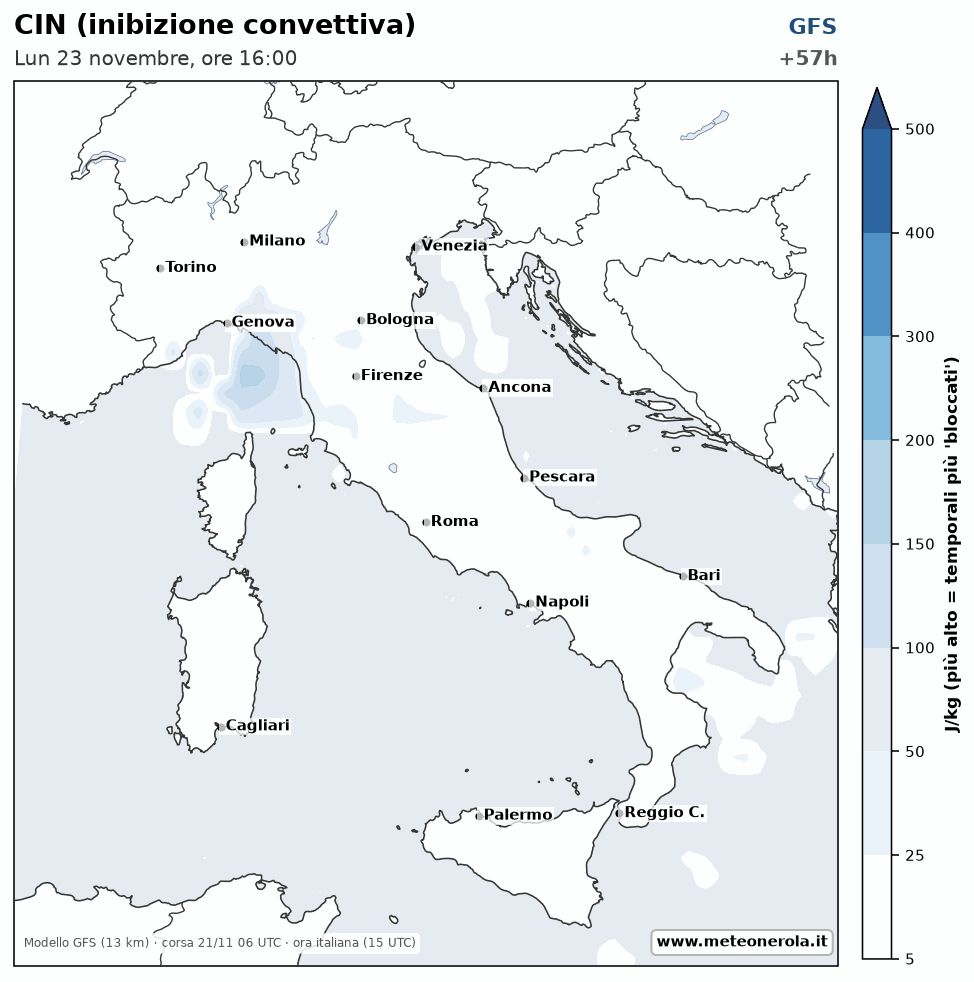 CIN (inibizione convettiva)
GFS
Lun 23 novembre, ore 16:00
+57h
Milano
Venezia
Torino
Genova
Bologna
Firenze
Ancona
Pescara
Roma
Bari
Napoli
Cagliari
Palermo
Reggio C.
500
400
300
200
150
100
50
25
5
J/kg (più alto = temporali più 'bloccati')
Modello GFS (13 km) · corsa 21/11 06 UTC · ora italiana (15 UTC)
www.meteonerola.it